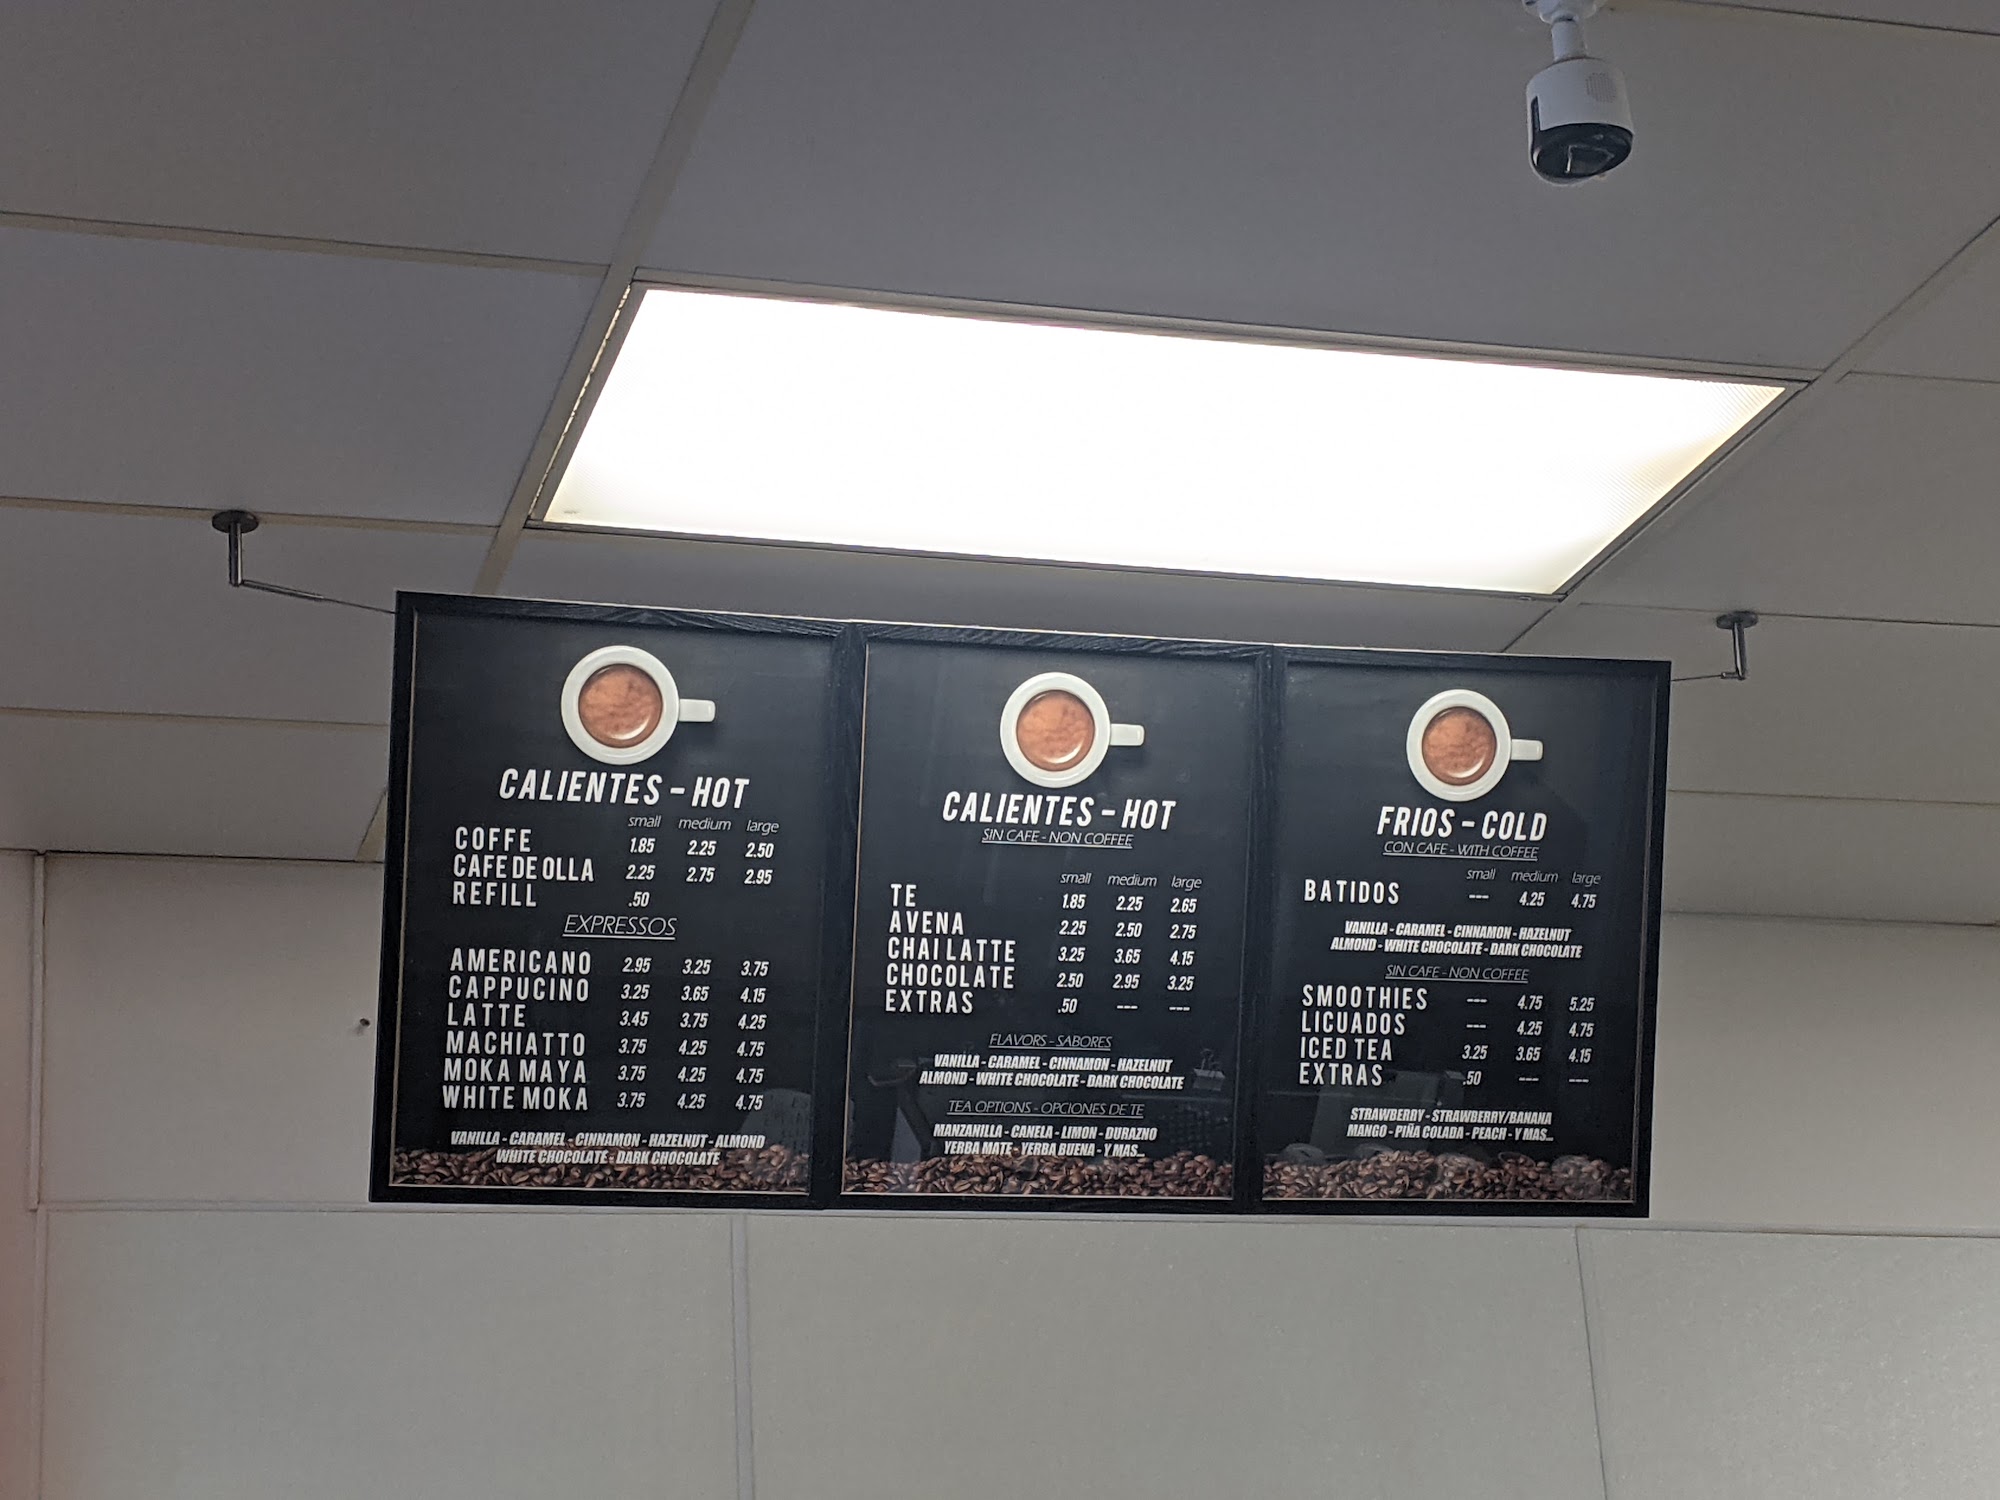 CALIENTES - HOT
small medium large
COFFE 1.85 2.25 2.50
CAFE DE OLLA 2.25 2.75 2.95
REFILL .50
EXPRESSOS
AMERICANO 2.95 3.25 3.75
CAPPUCINO 3.25 3.65 4.15
LATTE 3.45 3.75 4.25
MACHIATTO 3.75 4.25 4.75
MOKA MAYA 3.75 4.25 4.75
WHITE MOKA 3.75 4.25 4.75
VANILLA - CARAMEL - CINNAMON - HAZELNUT - ALMOND
WHITE CHOCOLATE - DARK CHOCOLATE
CALIENTES - HOT
SIN CAFE - NON COFFEE
small medium large
TE 1.85 2.25 2.65
AVENA 2.25 2.50 2.75
CHAI LATTE 3.25 3.65 4.15
CHOCOLATE 2.50 2.95 3.25
EXTRAS .50 --- ---
FLAVORS - SABORES
VANILLA - CARAMEL - CINNAMON - HAZELNUT
ALMOND - WHITE CHOCOLATE - DARK CHOCOLATE
TEA OPTIONS - OPCIONES DE TE
MANZANILLA - CANELA - LIMON - DURAZNO
YERBA MATE - YERBA BUENA - Y MAS...
FRIOS - COLD
CON CAFE - WITH COFFEE
small medium large
BATIDOS --- 4.25 4.75
VANILLA - CARAMEL - CINNAMON - HAZELNUT
ALMOND - WHITE CHOCOLATE - DARK CHOCOLATE
SIN CAFE - NON COFFEE
SMOOTHIES --- 4.75 5.25
LICUADOS --- 4.25 4.75
ICED TEA 3.25 3.65 4.15
EXTRAS .50 --- ---
STRAWBERDY - STRAWBERRY/BANANA
MANGO - PIÑA COLADA - PEACH - Y MAS...